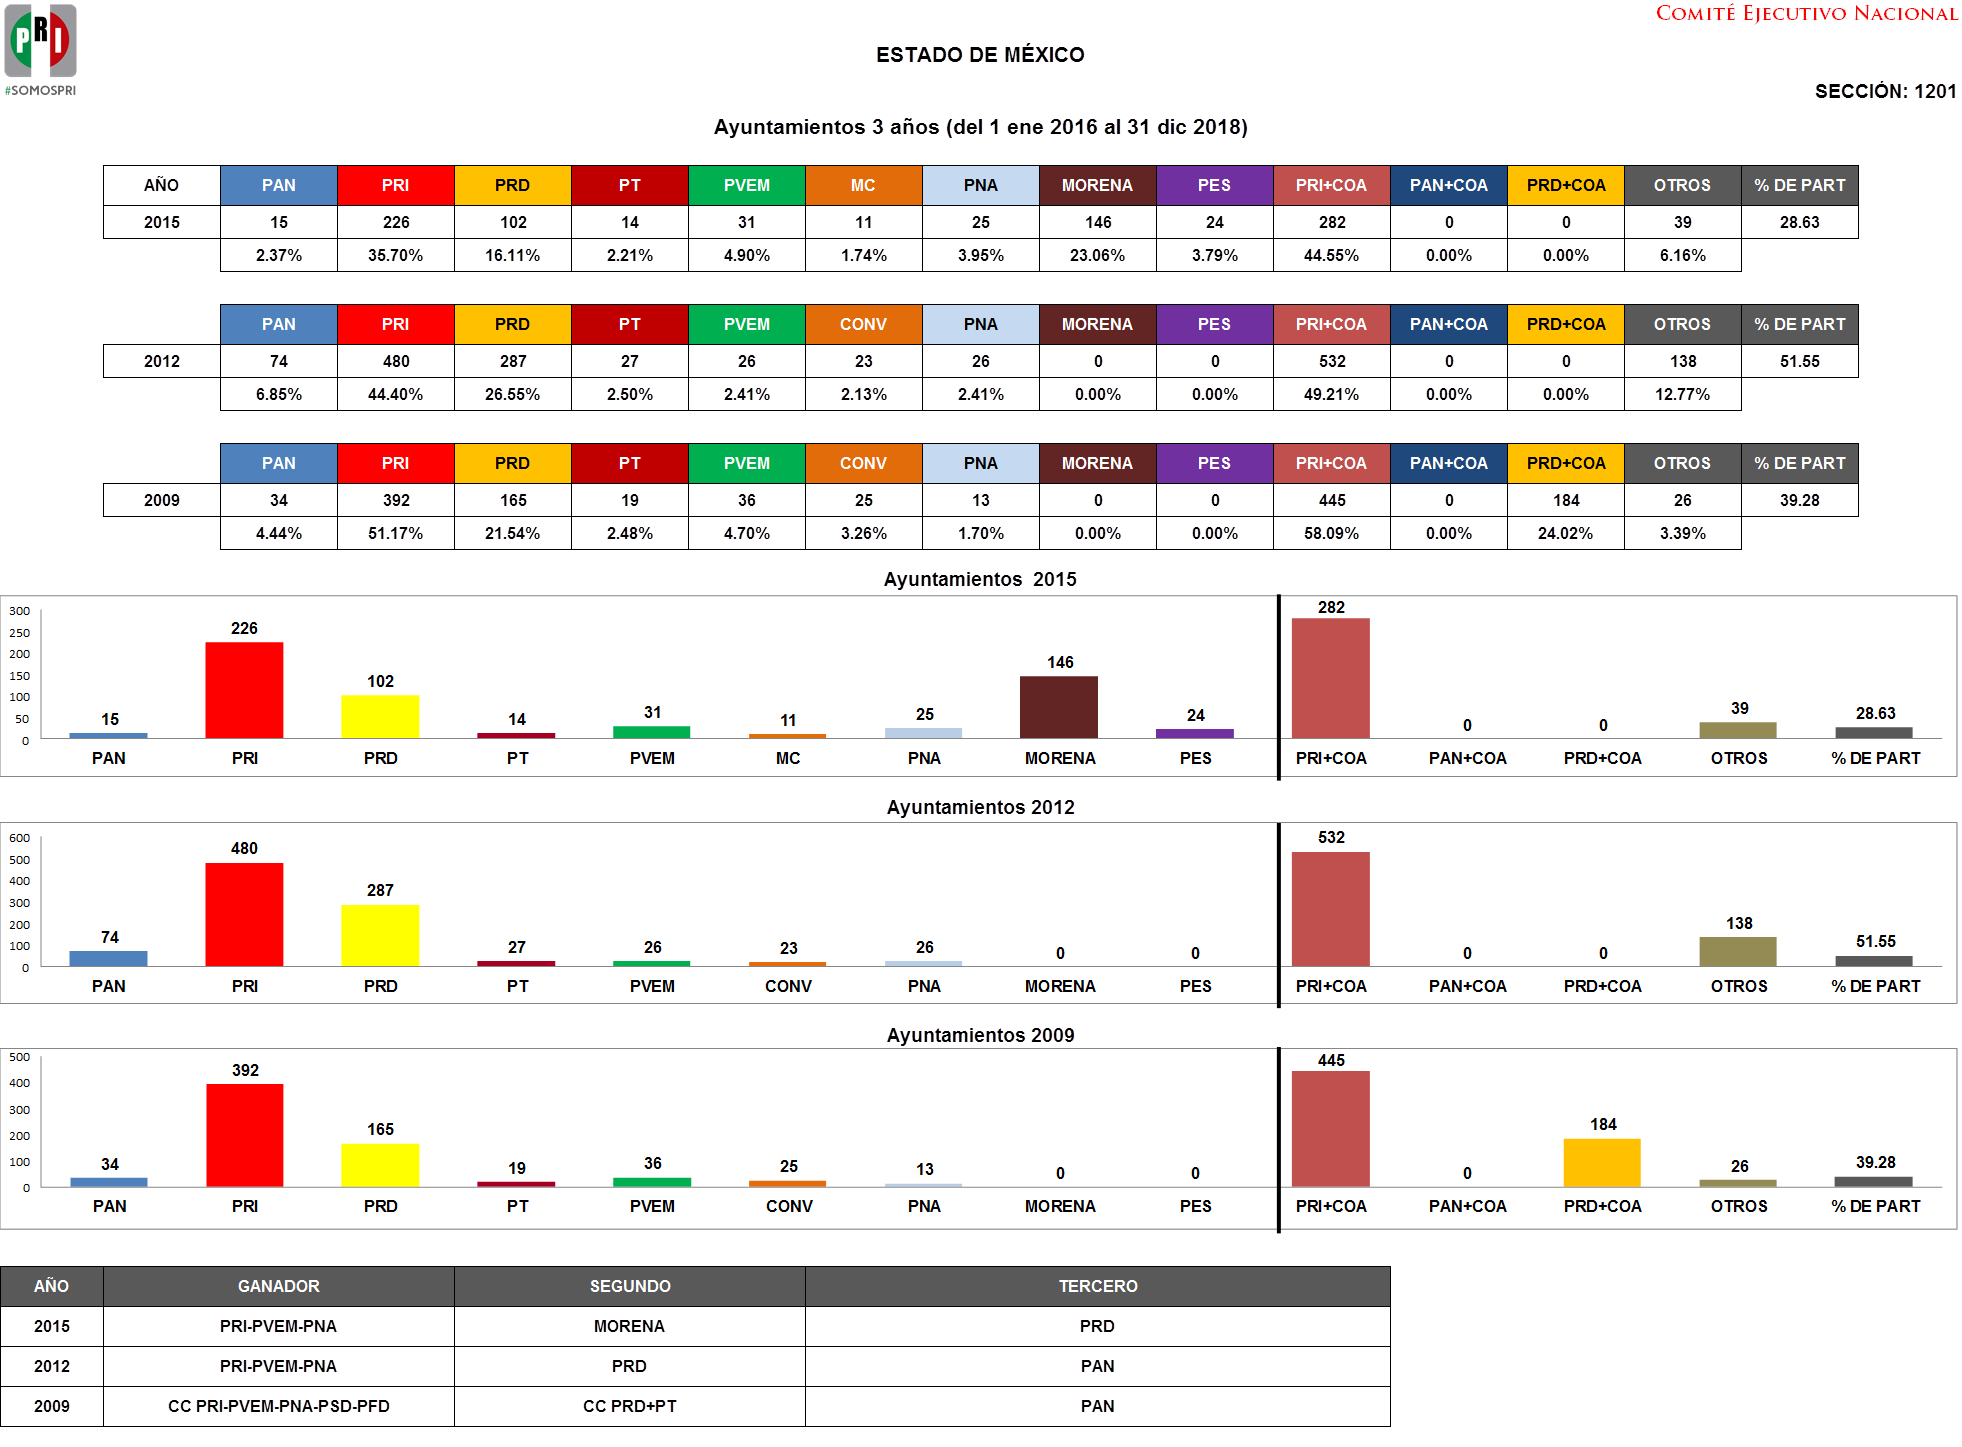 PRI
#SOMOSPRI
COMITÉ EJECUTIVO NACIONAL
ESTADO DE MÉXICO
SECCIÓN: 1201
Ayuntamientos 3 años (del 1 ene 2016 al 31 dic 2018)
AÑO PAN PRI PRD PT PVEM MC PNA MORENA PES PRI+COA PAN+COA PRD+COA OTROS % DE PART
2015 15 226 102 14 31 11 25 146 24 282 0 0 39 28.63
2.37% 35.70% 16.11% 2.21% 4.90% 1.74% 3.95% 23.06% 3.79% 44.55% 0.00% 0.00% 6.16%
PAN PRI PRD PT PVEM CONV PNA MORENA PES PRI+COA PAN+COA PRD+COA OTROS % DE PART
2012 74 480 287 27 26 23 26 0 0 532 0 0 138 51.55
6.85% 44.40% 26.55% 2.50% 2.41% 2.13% 2.41% 0.00% 0.00% 49.21% 0.00% 0.00% 12.77%
PAN PRI PRD PT PVEM CONV PNA MORENA PES PRI+COA PAN+COA PRD+COA OTROS % DE PART
2009 34 392 165 19 36 25 13 0 0 445 0 184 26 39.28
4.44% 51.17% 21.54% 2.48% 4.70% 3.26% 1.70% 0.00% 0.00% 58.09% 0.00% 24.02% 3.39%
Ayuntamientos 2015
300
250
200
150
100
50
0
15 226 102 14 31 11 25 146 24 282 0 0 39 28.63
PAN PRI PRD PT PVEM MC PNA MORENA PES PRI+COA PAN+COA PRD+COA OTROS % DE PART
Ayuntamientos 2012
600
500
400
300
200
100
0
74 480 287 27 26 23 26 0 0 532 0 0 138 51.55
PAN PRI PRD PT PVEM CONV PNA MORENA PES PRI+COA PAN+COA PRD+COA OTROS % DE PART
Ayuntamientos 2009
500
400
300
200
100
0
34 392 165 19 36 25 13 0 0 445 0 184 26 39.28
PAN PRI PRD PT PVEM CONV PNA MORENA PES PRI+COA PAN+COA PRD+COA OTROS % DE PART
AÑO GANADOR SEGUNDO TERCERO
2015 PRI-PVEM-PNA MORENA PRD
2012 PRI-PVEM-PNA PRD PAN
2009 CC PRI-PVEM-PNA-PSD-PFD CC PRD+PT PAN